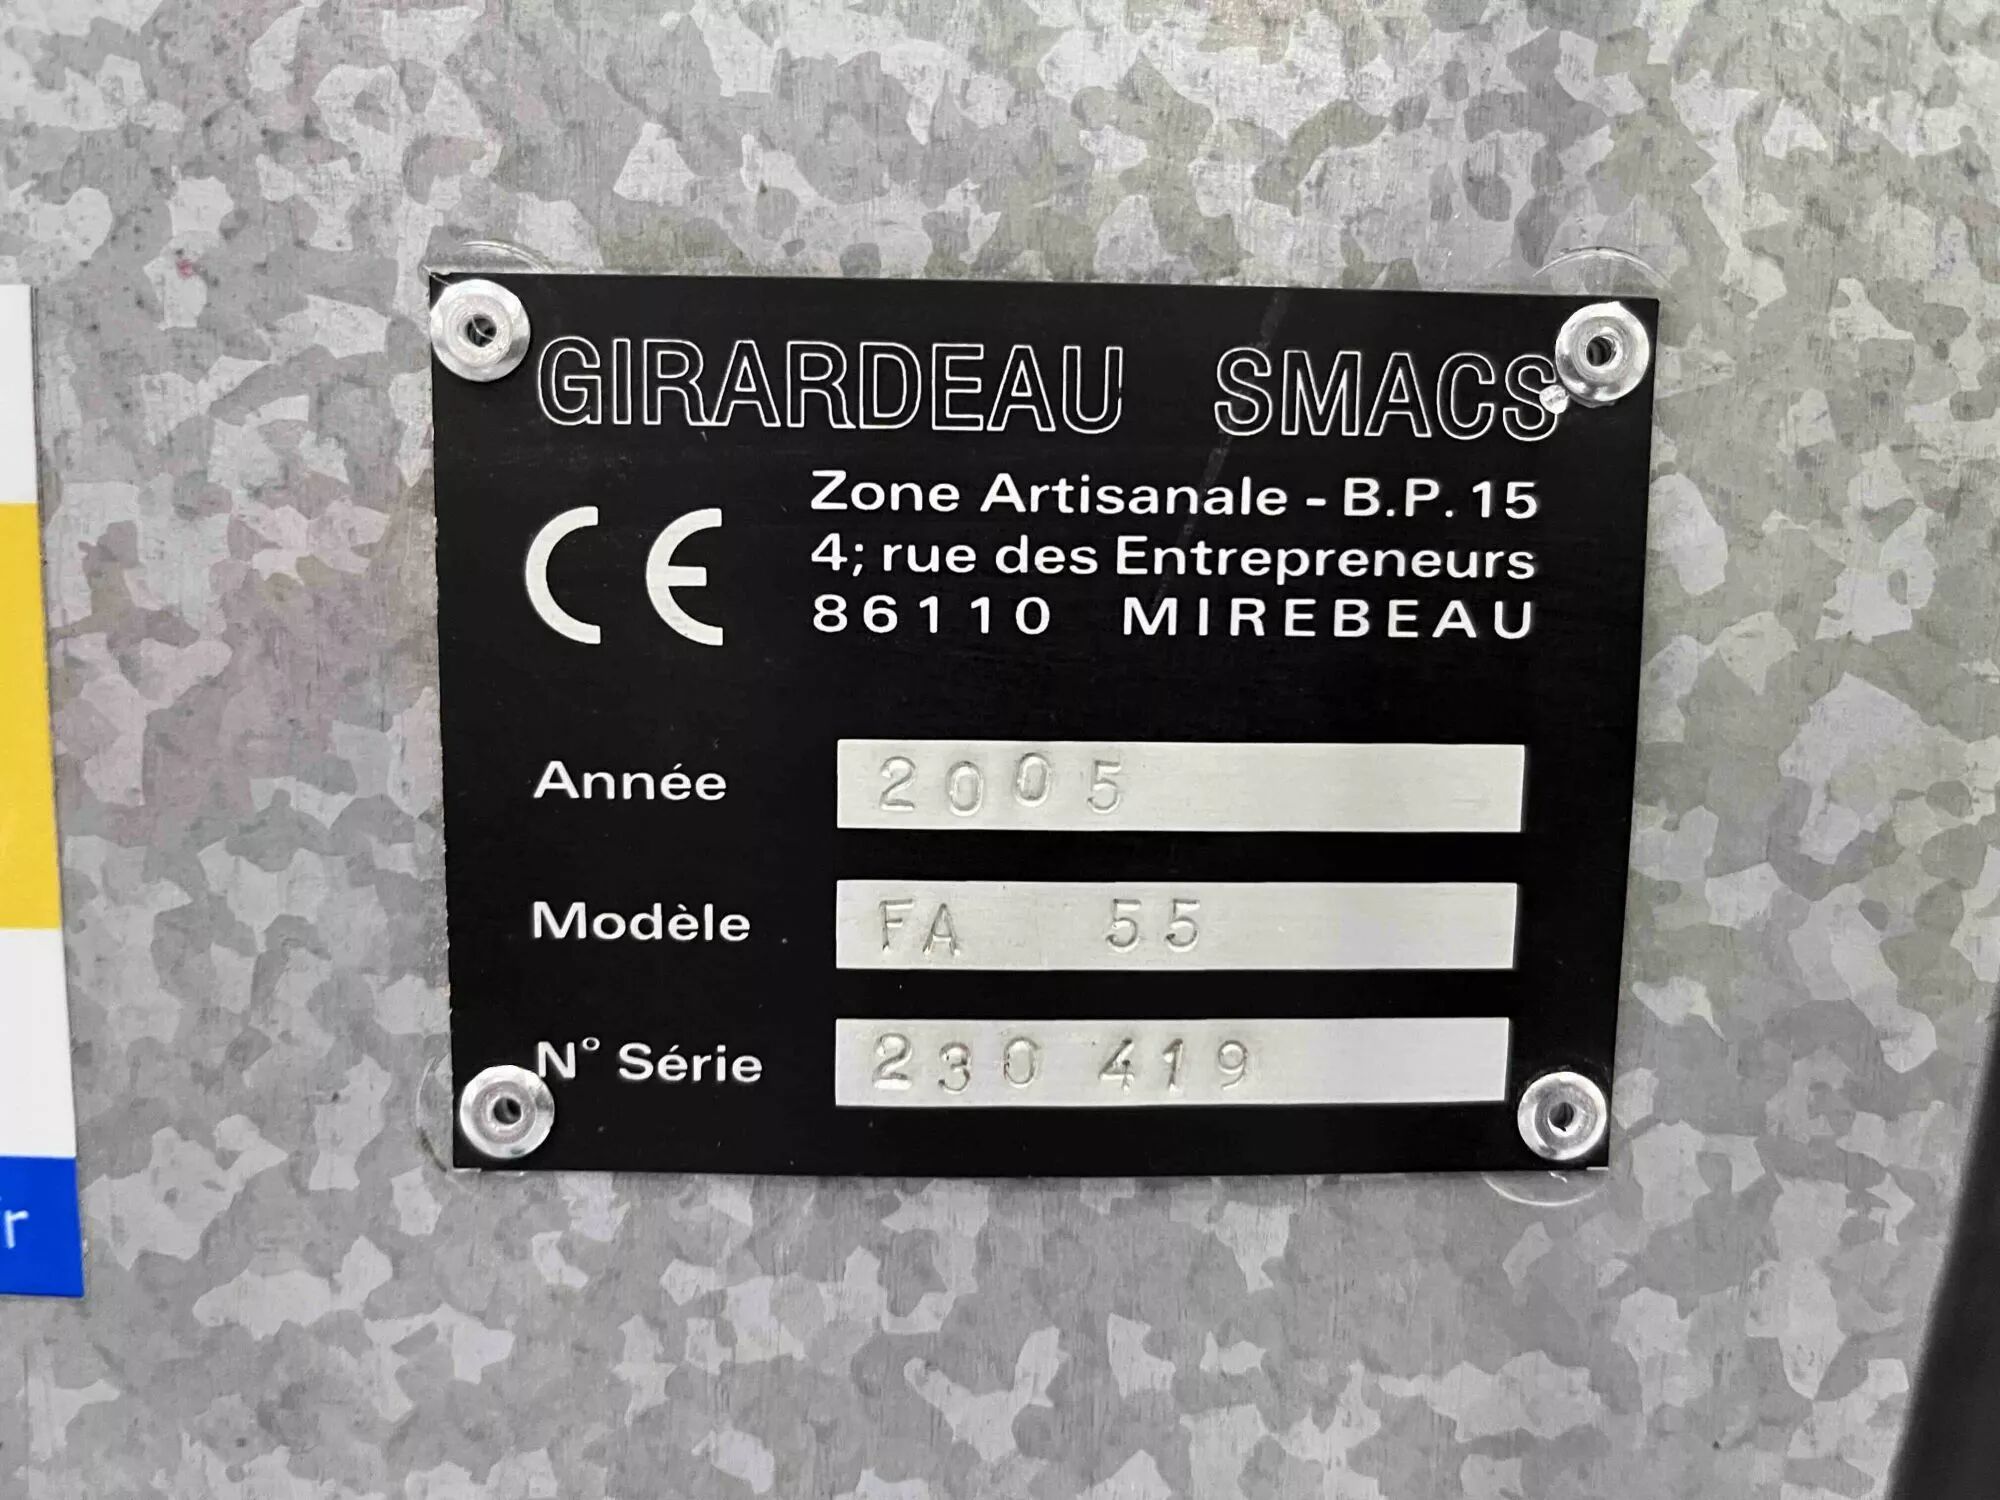 GIRARDEAU SMACS
CE
Zone Artisanale - B.P. 15
4; rue des Entrepreneurs
86110 MIREBEAU
Année 2005
Modèle FA 55
N° Série 230 419
r